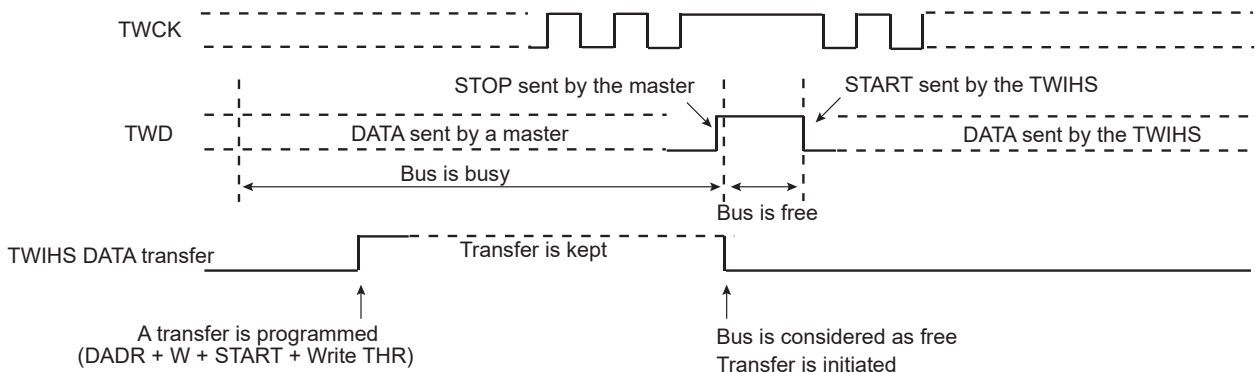 TWCK
STOP sent by the master
START sent by the TWIHS
TWD
DATA sent by a master
DATA sent by the TWIHS
Bus is busy
Bus is free
TWIHS DATA transfer
Transfer is kept
A transfer is programmed
(DADR + W + START + Write THR)
Bus is considered as free
Transfer is initiated